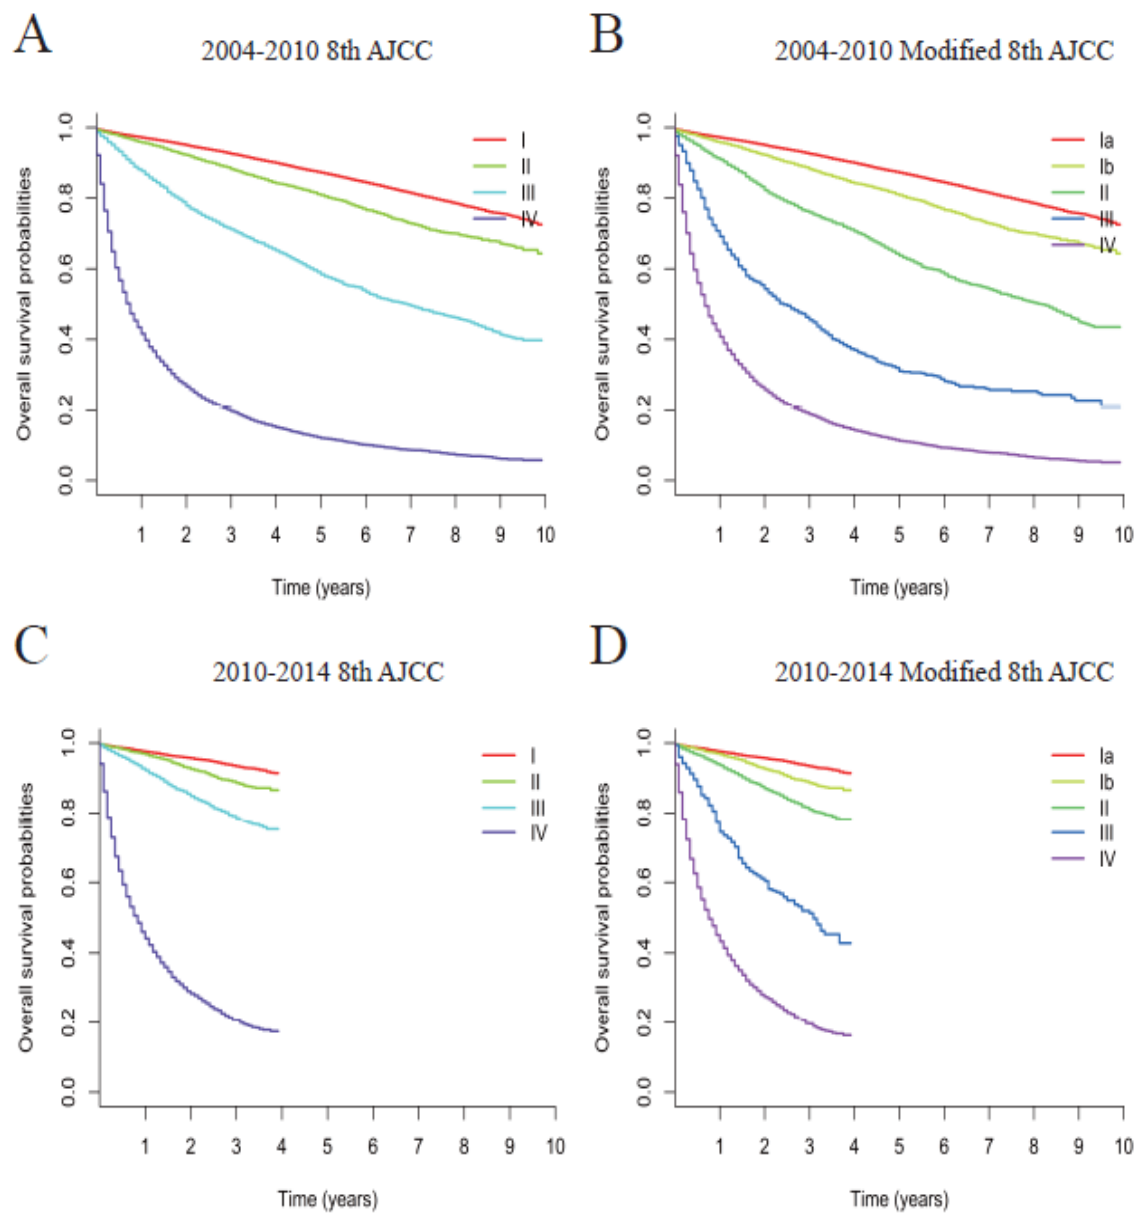 A
2004-2010 8th AJCC
Overall survival probabilities
1.0
0.8
0.6
0.4
0.2
0.0
I
II
III
IV
1 2 3 4 5 6 7 8 9 10
Time (years)
B
2004-2010 Modified 8th AJCC
Overall survival probabilities
1.0
0.8
0.6
0.4
0.2
0.0
Ia
Ib
II
III
IV
1 2 3 4 5 6 7 8 9 10
Time (years)
C
2010-2014 8th AJCC
Overall survival probabilities
1.0
0.8
0.6
0.4
0.2
0.0
I
II
III
IV
1 2 3 4 5 6 7 8 9 10
Time (years)
D
2010-2014 Modified 8th AJCC
Overall survival probabilities
1.0
0.8
0.6
0.4
0.2
0.0
Ia
Ib
II
III
IV
1 2 3 4 5 6 7 8 9 10
Time (years)